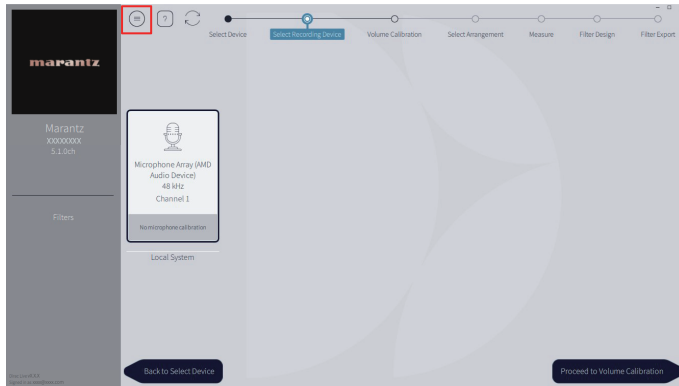 ?
Select Device
Select Recording Device
Volume Calibration
Select Arrangement
Measure
Filter Design
Filter Export
marantz
Marantz
XXXXXXXX
5.1.0ch
Filters
Microphone Array (AMD
Audio Device)
48 kHz
Channel 1
No microphone calibration
Local System
Back to Select Device
Proceed to Volume Calibration